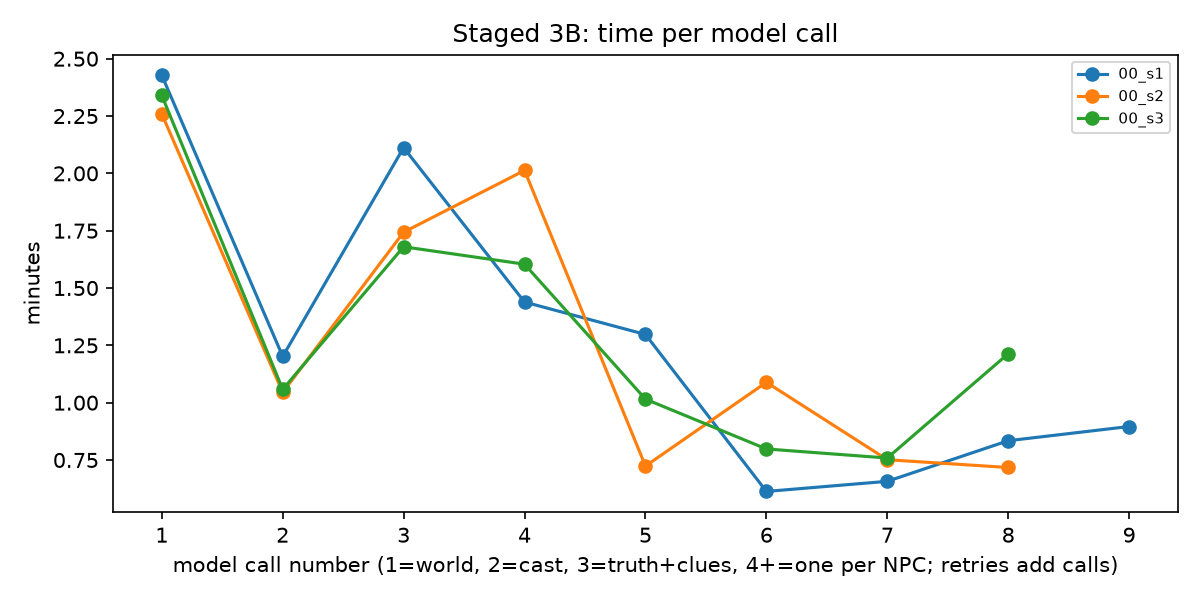 Staged 3B: time per model call
2.50
2.25
2.00
1.75
1.50
1.25
1.00
0.75
minutes
00_s1
00_s2
00_s3
1 2 3 4 5 6 7 8 9
model call number (1=world, 2=cast, 3=truth+clues, 4+=one per NPC; retries add calls)